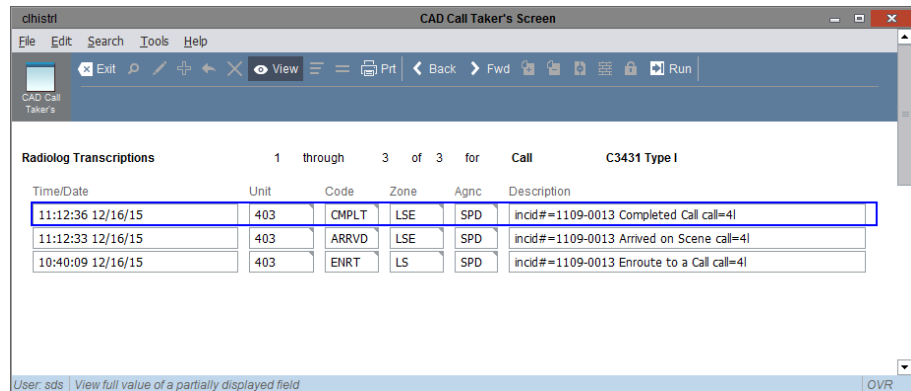 clhistrl CAD Call Taker's Screen
File Edit Search Tools Help
Exit View Prt Back Fwd Run
CAD Call
Taker's
Radiolog Transcriptions 1 through 3 of 3 for Call C3431 Type l
Time/Date Unit Code Zone Agnc Description
11:12:36 12/16/15 403 CMPLT LSE SPD incid#=1109-0013 Completed Call call=4l
11:12:33 12/16/15 403 ARRVD LSE SPD incid#=1109-0013 Arrived on Scene call=4l
10:40:09 12/16/15 403 ENRT LS SPD incid#=1109-0013 Enroute to a Call call=4l
User: sds View full value of a partially displayed field OVR